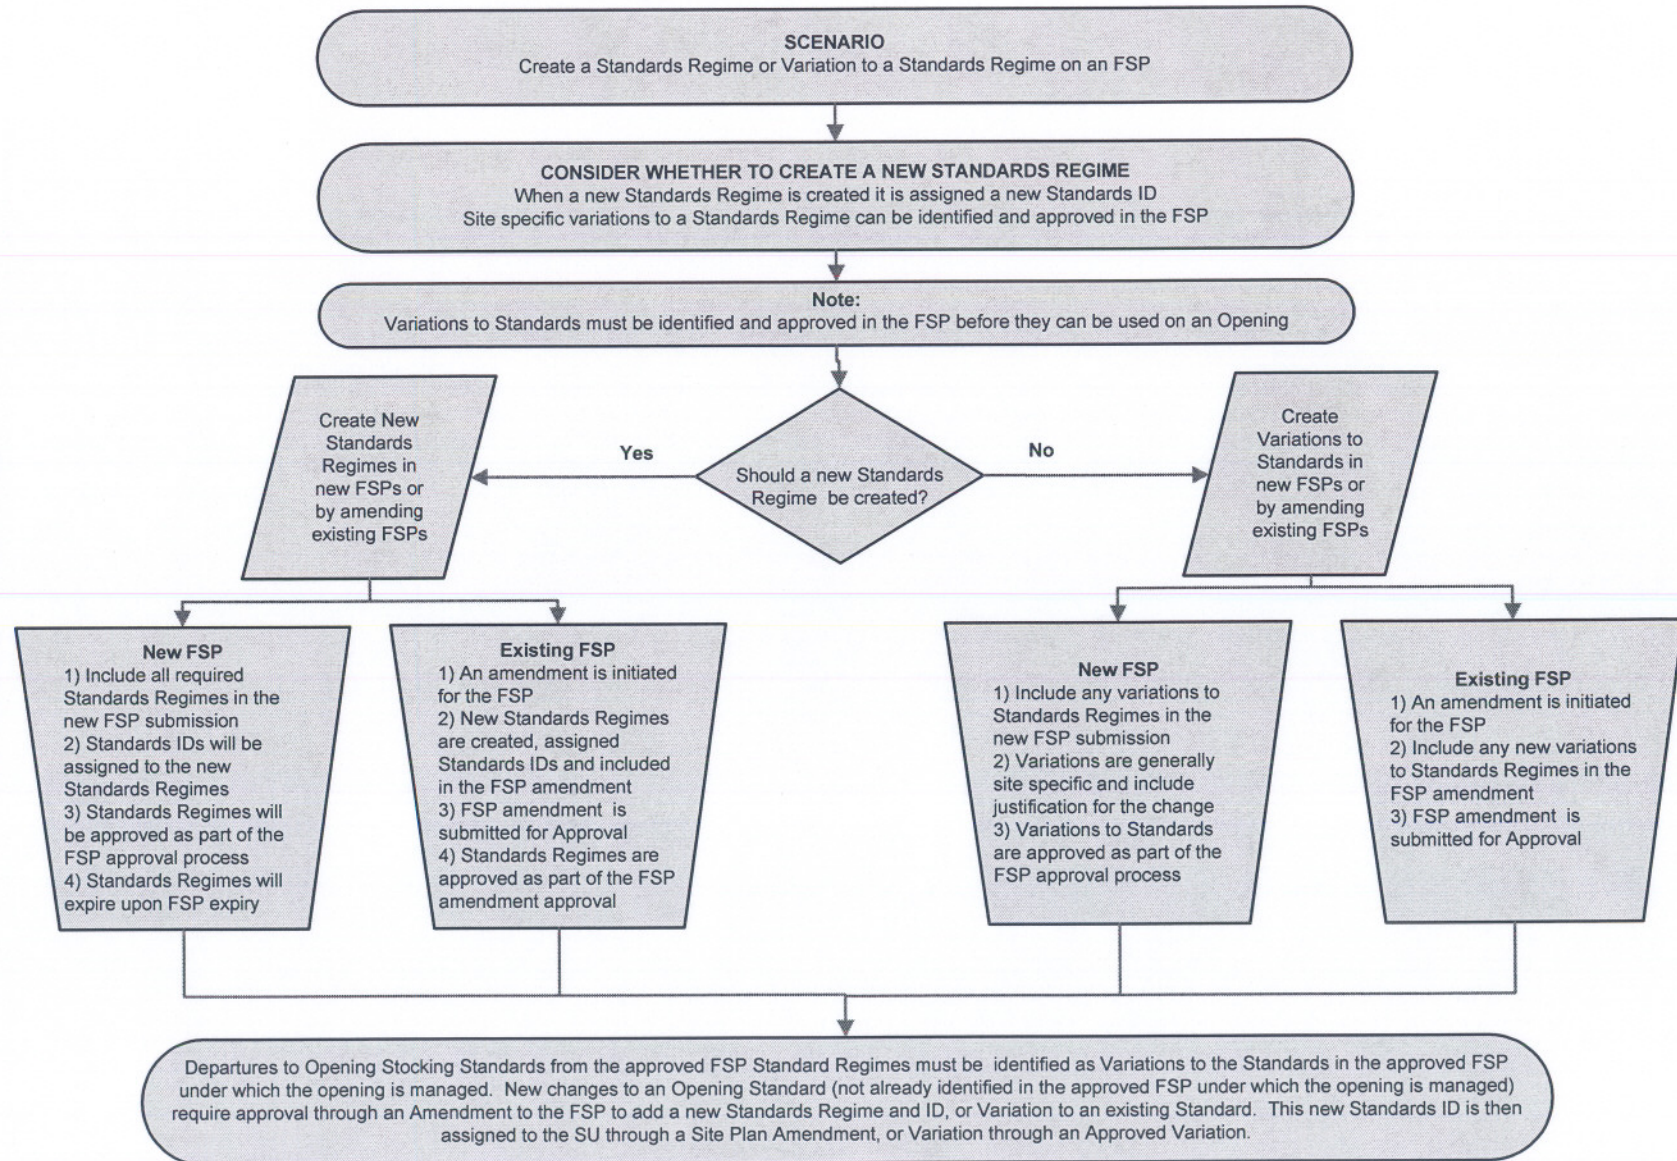 SCENARIO
Create a Standards Regime or Variation to a Standards Regime on an FSP
CONSIDER WHETHER TO CREATE A NEW STANDARDS REGIME
When a new Standards Regime is created it is assigned a new Standards ID
Site specific variations to a Standards Regime can be identified and approved in the FSP
Note:
Variations to Standards must be identified and approved in the FSP before they can be used on an Opening
Create New
Standards
Regimes in
new FSPs or
by amending
existing FSPs
Yes
Should a new Standards
Regime be created?
No
Create
Variations to
Standards in
new FSPs or
by amending
existing FSPs
New FSP
1) Include all required
Standards Regimes in the
new FSP submission
2) Standards IDs will be
assigned to the new
Standards Regimes
3) Standards Regimes will
be approved as part of the
FSP approval process
4) Standards Regimes will
expire upon FSP expiry
Existing FSP
1) An amendment is initiated
for the FSP
2) New Standards Regimes
are created, assigned
Standards IDs and included
in the FSP amendment
3) FSP amendment is
submitted for Approval
4) Standards Regimes are
approved as part of the FSP
amendment approval
New FSP
1) Include any variations to
Standards Regimes in the
new FSP submission
2) Variations are generally
site specific and include
justification for the change
3) Variations to Standards
are approved as part of the
FSP approval process
Existing FSP
1) An amendment is initiated
for the FSP
2) Include any new variations
to Standards Regimes in the
FSP amendment
3) FSP amendment is
submitted for Approval
Departures to Opening Stocking Standards from the approved FSP Standard Regimes must be identified as Variations to the Standards in the approved FSP
under which the opening is managed. New changes to an Opening Standard (not already identified in the approved FSP under which the opening is managed)
require approval through an Amendment to the FSP to add a new Standards Regime and ID, or Variation to an existing Standard. This new Standards ID is then
assigned to the SU through a Site Plan Amendment, or Variation through an Approved Variation.